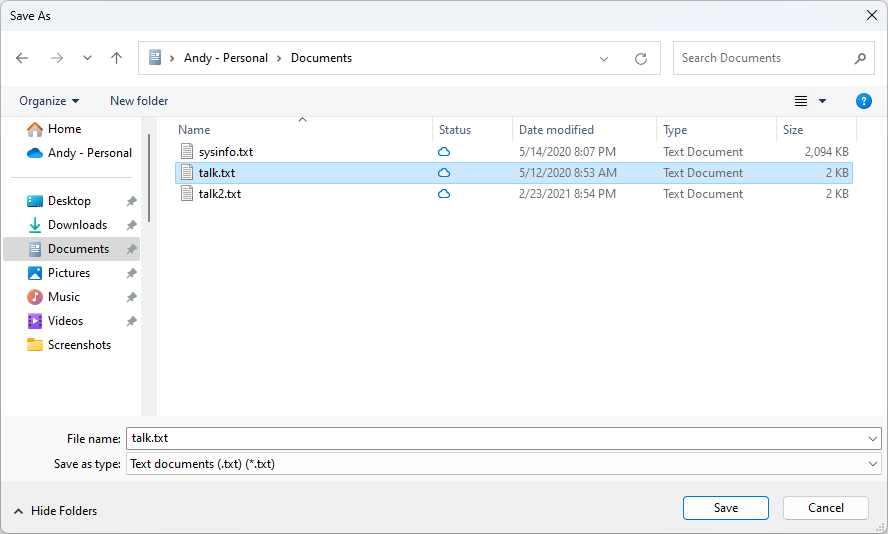 Save As
Andy - Personal Documents
Search Documents
Organize New folder
?
Home
Andy - Personal
Desktop
Downloads
Documents
Pictures
Music
Videos
Screenshots
Name Status Date modified Type Size
sysinfo.txt 5/14/2020 8:07 PM Text Document 2,094 KB
talk.txt 5/12/2020 8:53 AM Text Document 2 KB
talk2.txt 2/23/2021 8:54 PM Text Document 2 KB
File name: talk.txt
Save as type: Text documents (.txt) (*.txt)
Hide Folders Save Cancel